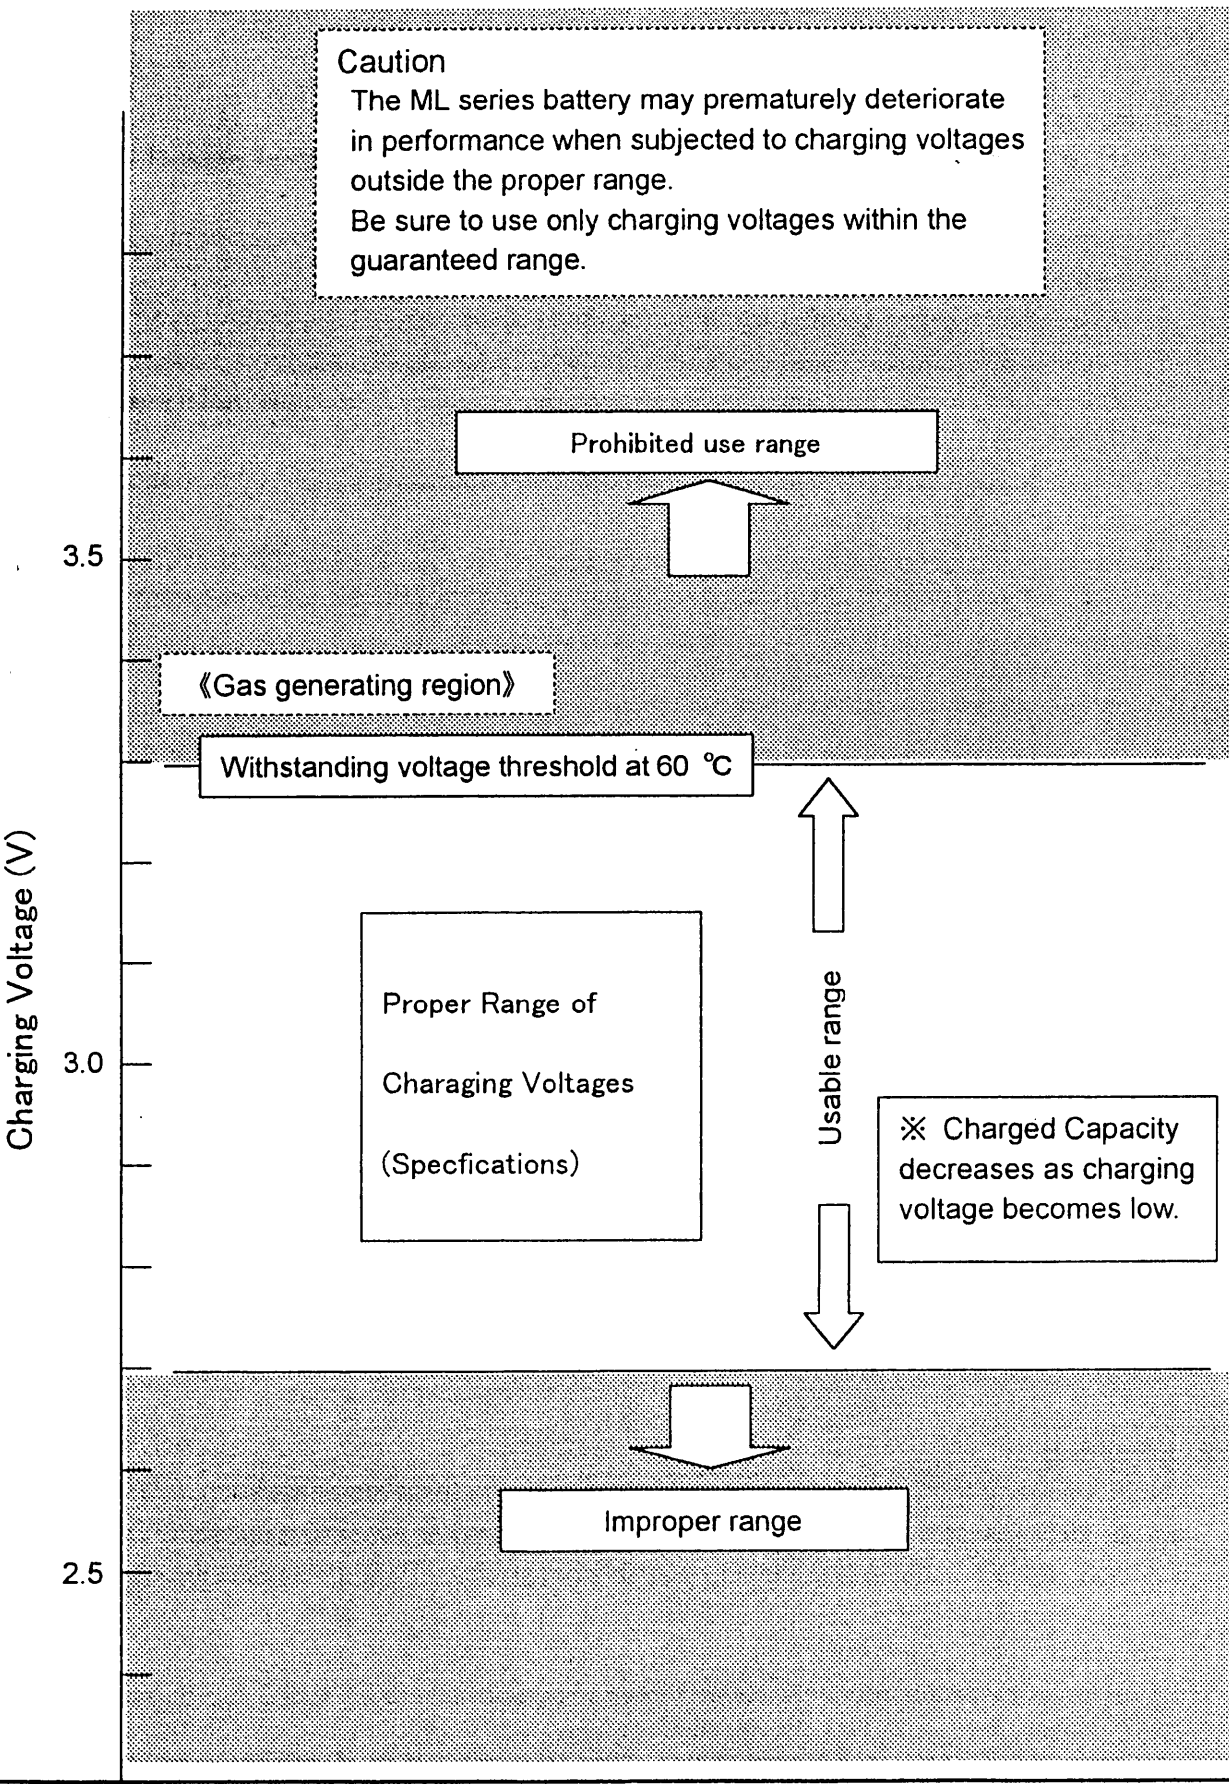 Caution
The ML series battery may prematurely deteriorate
in performance when subjected to charging voltages
outside the proper range.
Be sure to use only charging voltages within the
guaranteed range.
Prohibited use range
3.5
《Gas generating region》
Withstanding voltage threshold at 60 ℃
Charging Voltage (V)
Proper Range of
Charaging Voltages
(Specfications)
Usable range
3.0
※ Charged Capacity
decreases as charging
voltage becomes low.
Improper range
2.5